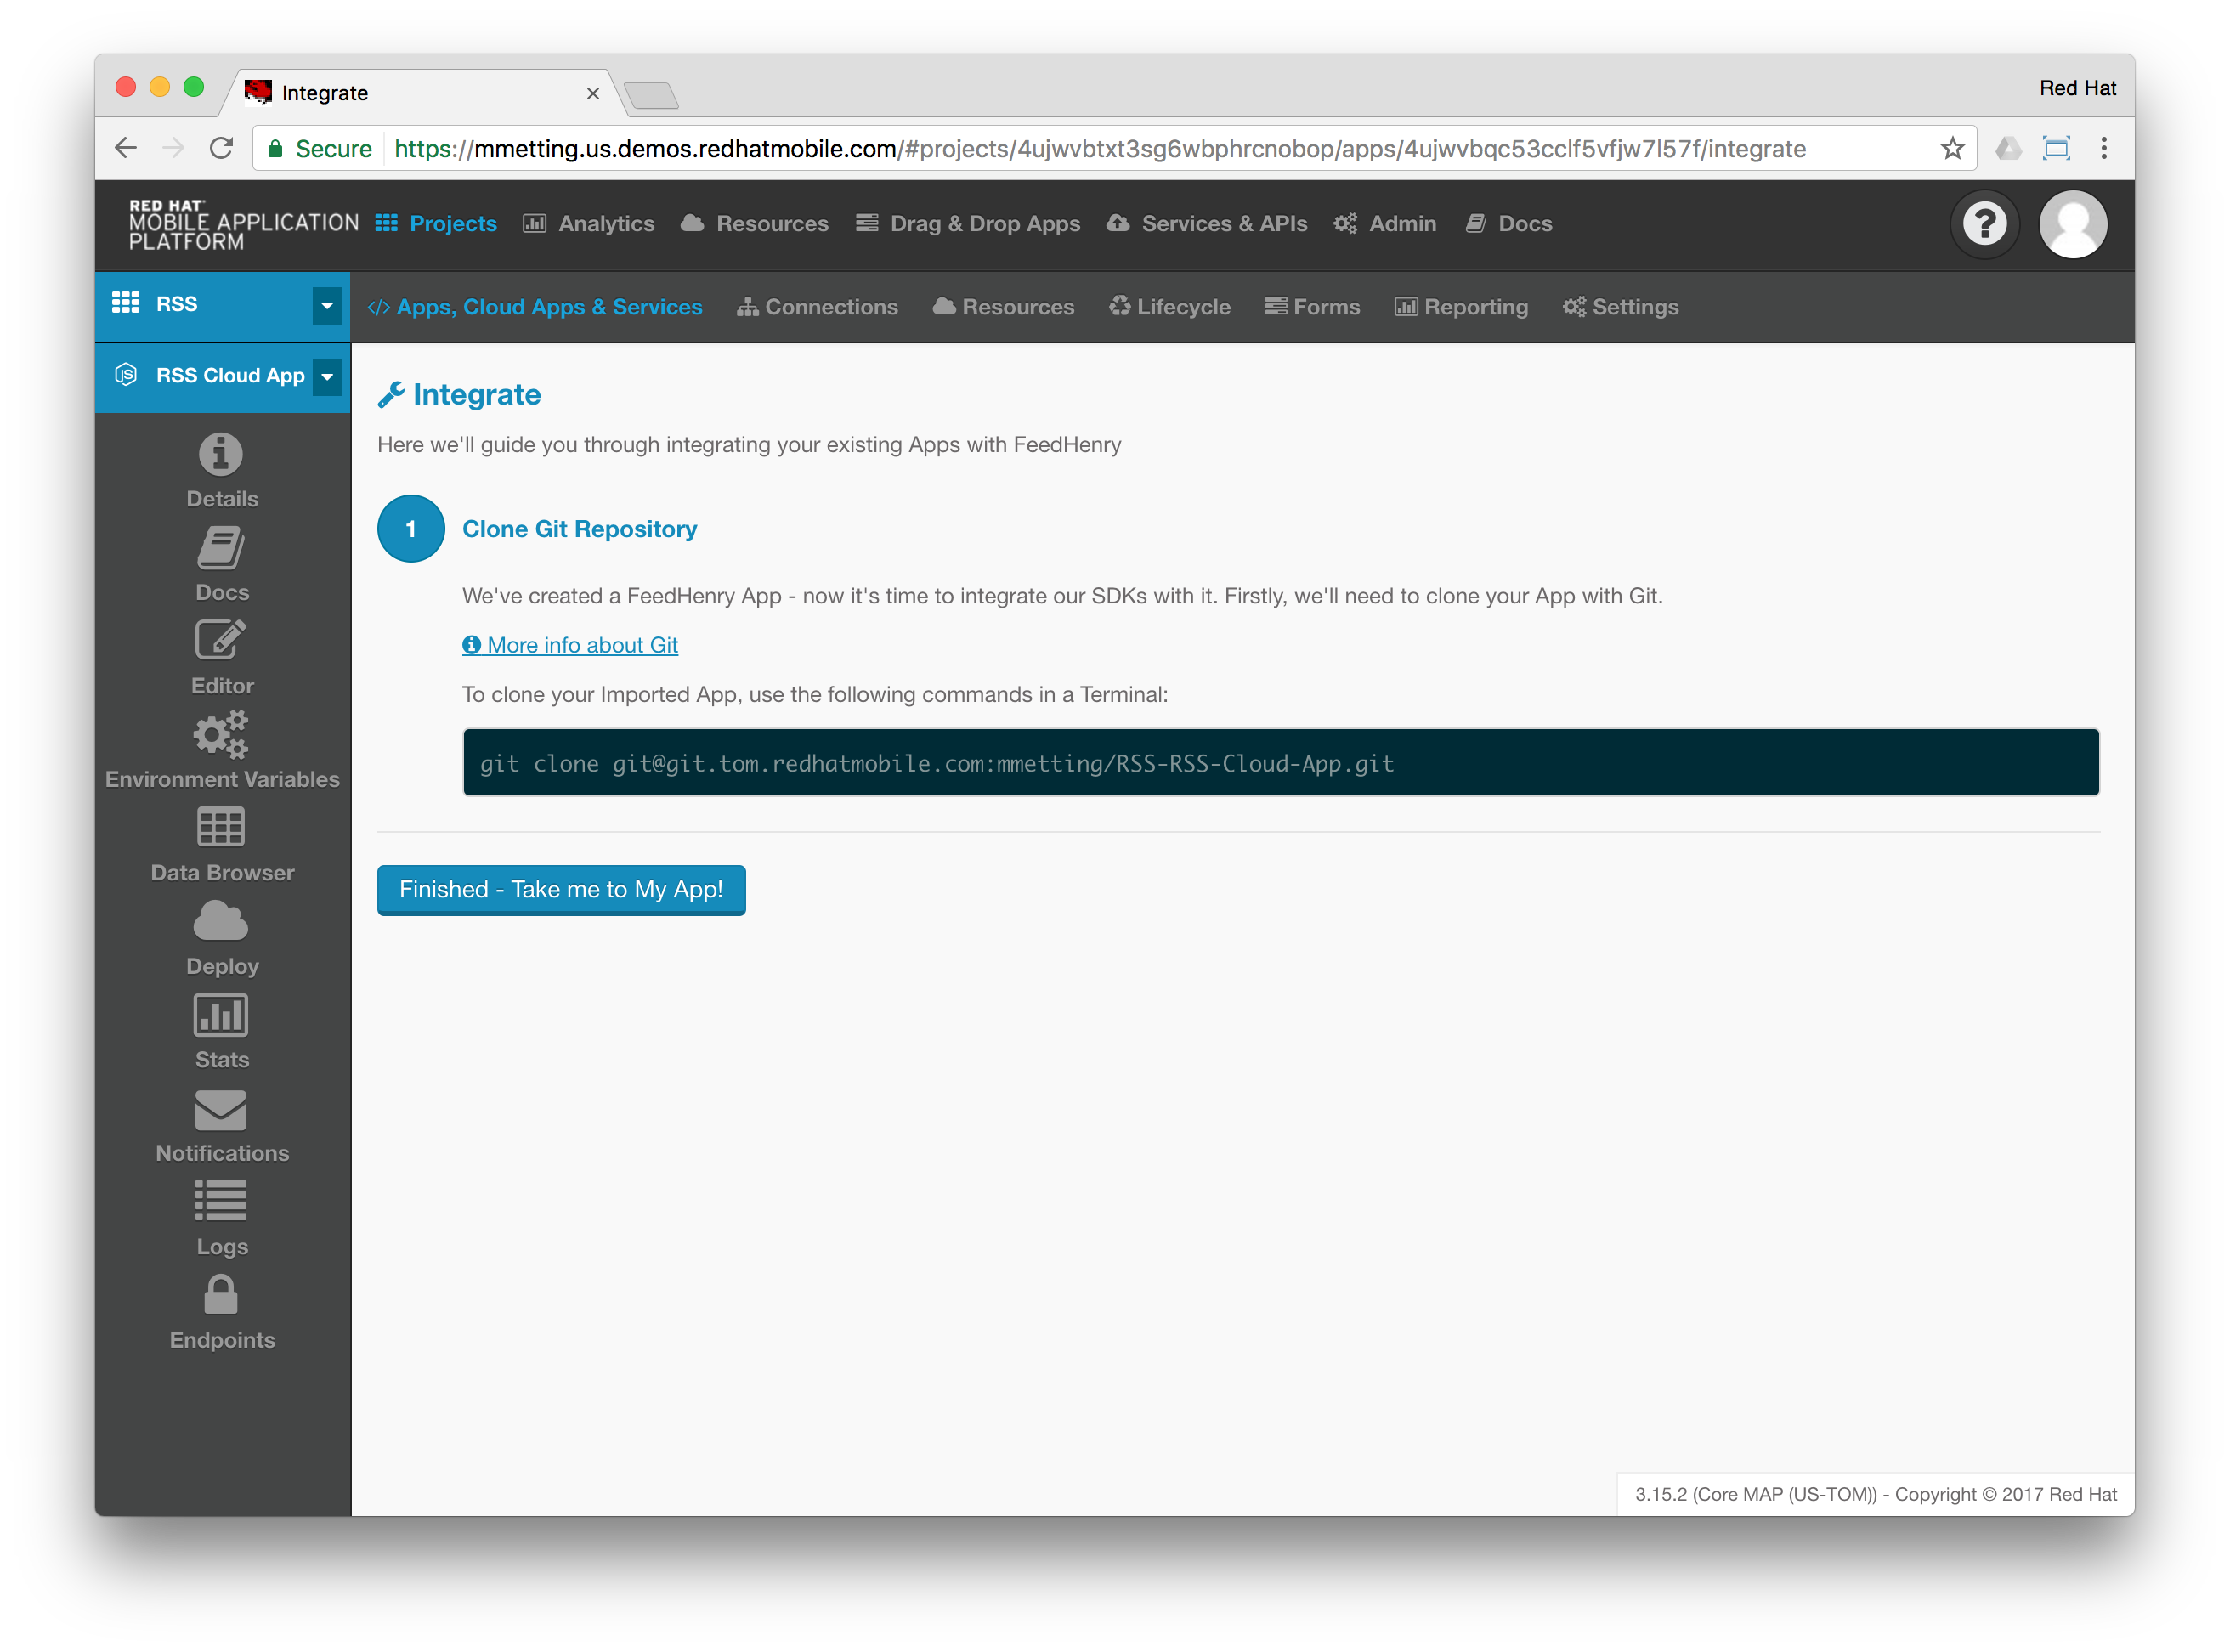 Integrate
Red Hat
Secure
https://mmetting.us.demos.redhatmobile.com/#projects/4ujwvbtxt3sg6wbphrcnobop/apps/4ujwvbqc53cclf5vfjw7l57f/integrate
RED HAT
MOBILE APPLICATION
PLATFORM
Projects
Analytics
Resources
Drag & Drop Apps
Services & APIs
Admin
Docs
RSS
</> Apps, Cloud Apps & Services
Connections
Resources
Lifecycle
Forms
Reporting
Settings
JS
RSS Cloud App
Details
Docs
Editor
Environment Variables
Data Browser
Deploy
Stats
Notifications
Logs
Endpoints
Integrate
Here we'll guide you through integrating your existing Apps with FeedHenry
1
Clone Git Repository
We've created a FeedHenry App - now it's time to integrate our SDKs with it. Firstly, we'll need to clone your App with Git.
More info about Git
To clone your Imported App, use the following commands in a Terminal:
git clone git@git.tom.redhatmobile.com:mmetting/RSS-RSS-Cloud-App.git
Finished - Take me to My App!
3.15.2 (Core MAP (US-TOM)) - Copyright © 2017 Red Hat